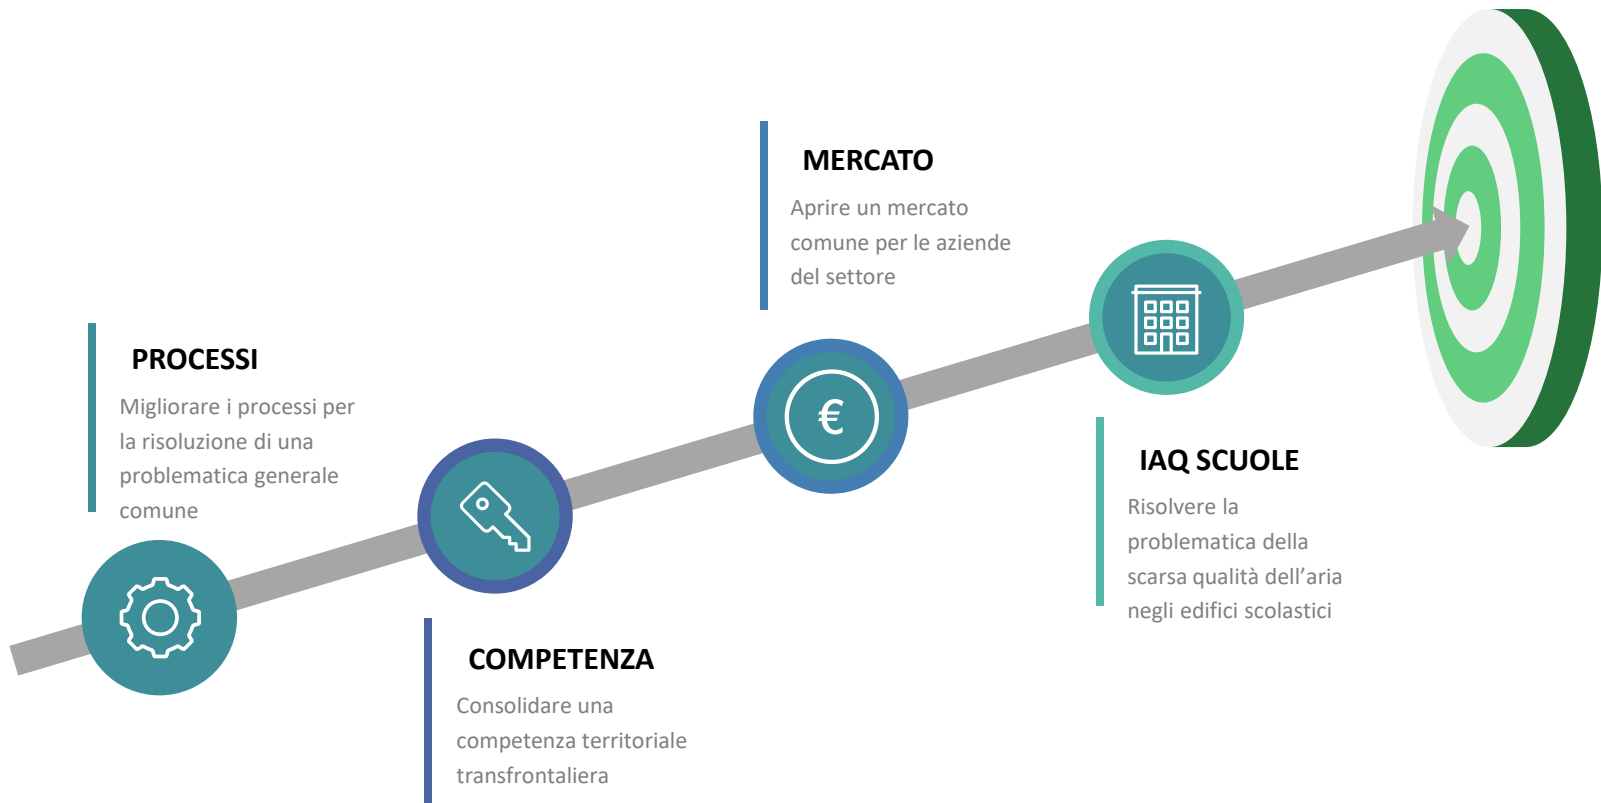 PROCESSI
Migliorare i processi per
la risoluzione di una
problematica generale
comune
COMPETENZA
Consolidare una
competenza territoriale
transfrontaliera
MERCATO
Aprire un mercato
comune per le aziende
del settore
€
IAQ SCUOLE
Risolvere la
problematica della
scarsa qualità dell’aria
negli edifici scolastici